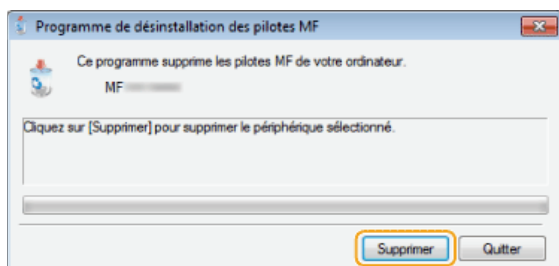 Programme de désinstallation des pilotes MF
Ce programme supprime les pilotes MF de votre ordinateur.
MF
Cliquez sur [Supprimer] pour supprimer le périphérique sélectionné.
Supprimer Quitter